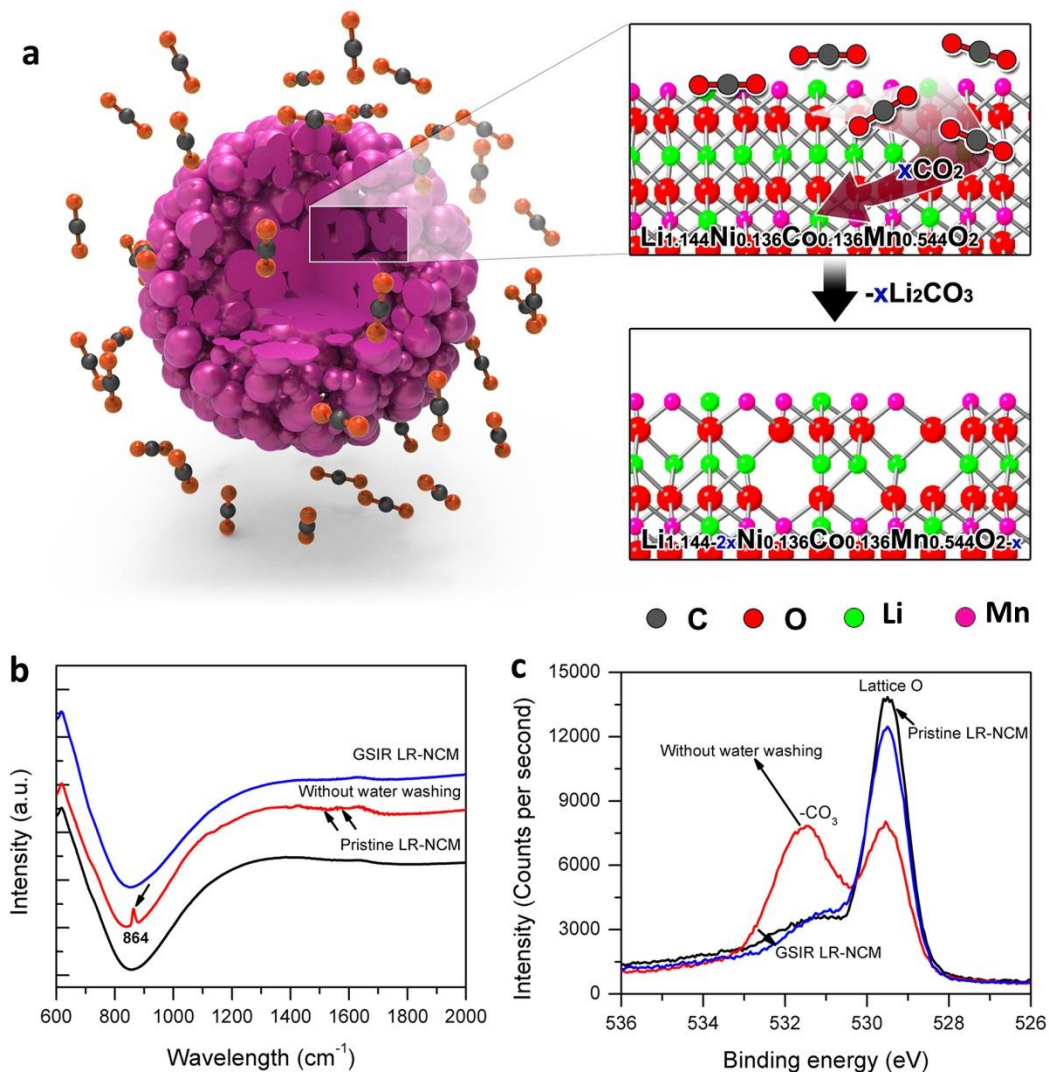 a
xCO2
Li1.144Ni0.136Co0.136Mn0.544O2
-xLi2CO3
Li1.144-2xNi0.136Co0.136Mn0.544O2-x
C O Li Mn
b
Intensity (a.u.)
GSIR LR-NCM
Without water washing
Pristine LR-NCM
864
600 800 1000 1200 1400 1600 1800 2000
Wavelength (cm-1)
c
Intensity (Counts per second)
15000
12000
9000
6000
3000
0
Lattice O
Pristine LR-NCM
Without water washing
-CO3
GSIR LR-NCM
536 534 532 530 528 526
Binding energy (eV)